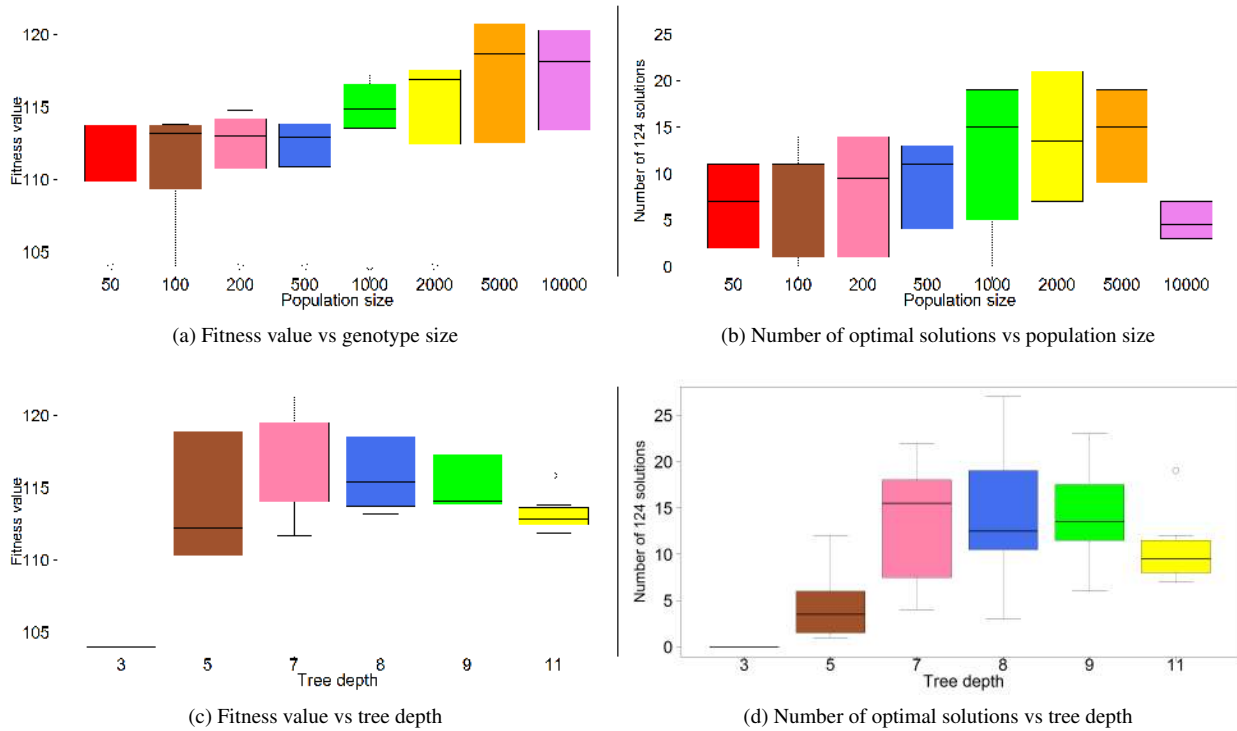 120
115
110
105
Fitness value
50 100 200 500 1000 2000 5000 10000
Population size
(a) Fitness value vs genotype size
25
20
15
10
5
0
Number of 124 solutions
50 100 200 500 1000 2000 5000 10000
Population size
(b) Number of optimal solutions vs population size
120
115
110
105
Fitness value
3 5 7 8 9 11
Tree depth
(c) Fitness value vs tree depth
25
20
15
10
5
0
Number of 124 solutions
3 5 7 8 9 11
Tree depth
(d) Number of optimal solutions vs tree depth